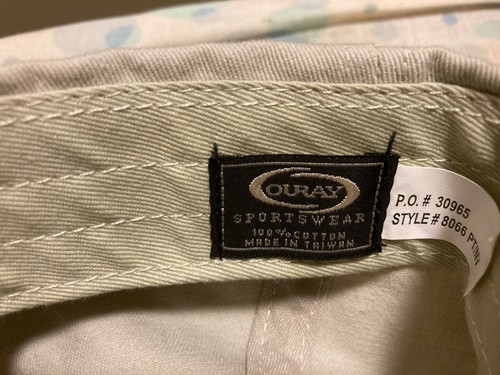 OURAY
SPORTSWEAR
100% COTTON
MADE IN TAIWAN
P.O. # 30965
STYLE # 8066